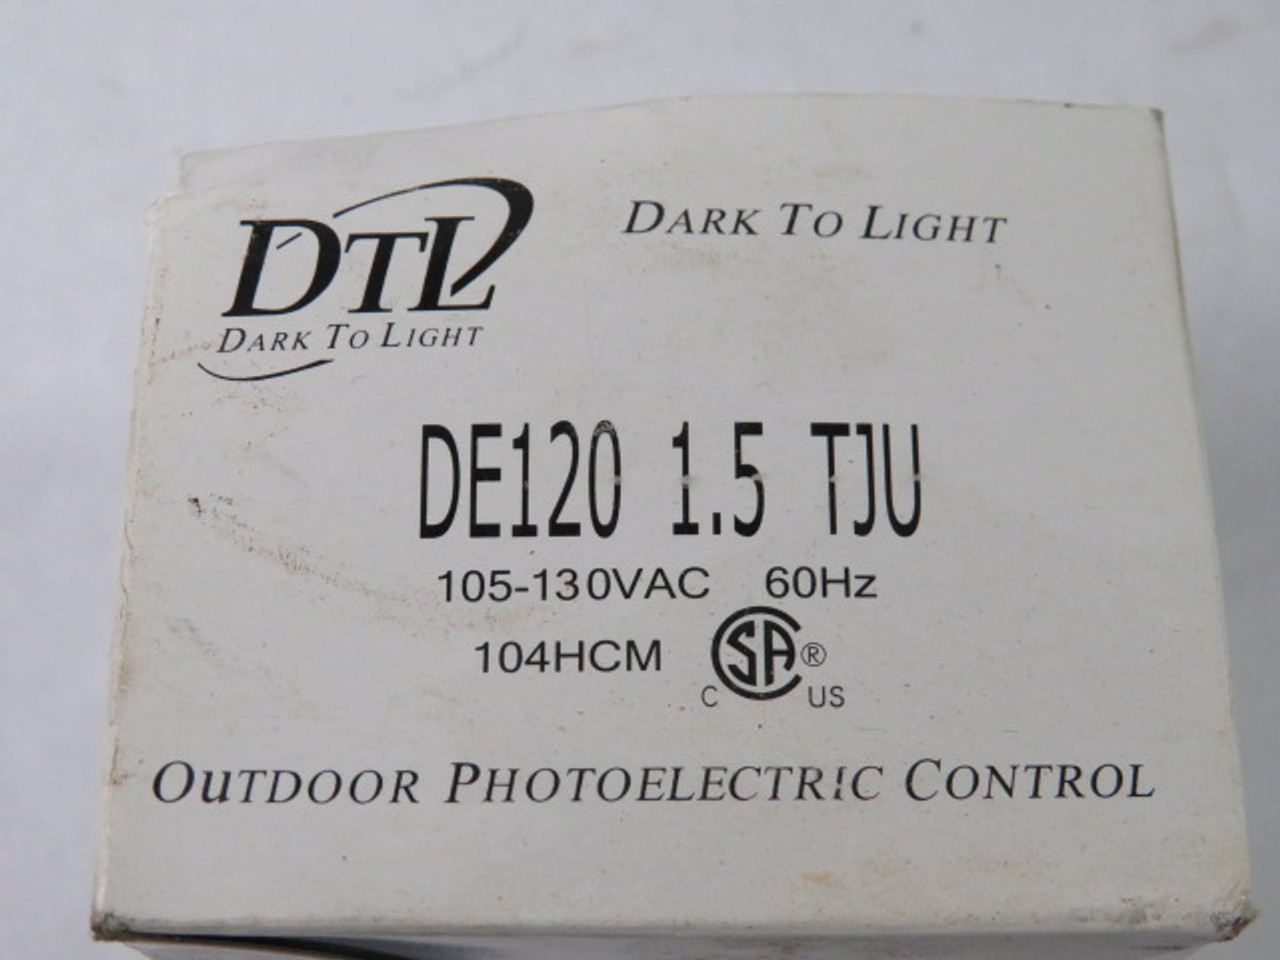 DTL
DARK TO LIGHT
DARK TO LIGHT
DE120 1.5 TJU
105-130VAC 60Hz
104HCM
C SA ® US
OUTDOOR PHOTOELECTRIC CONTROL